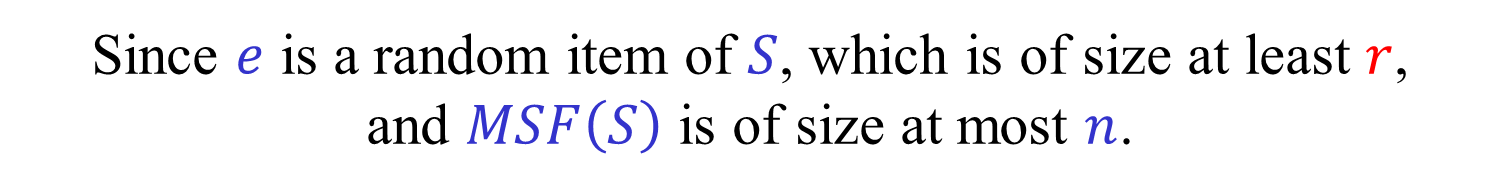 Since e is a random item of S, which is of size at least r,
and MSF(S) is of size at most n.